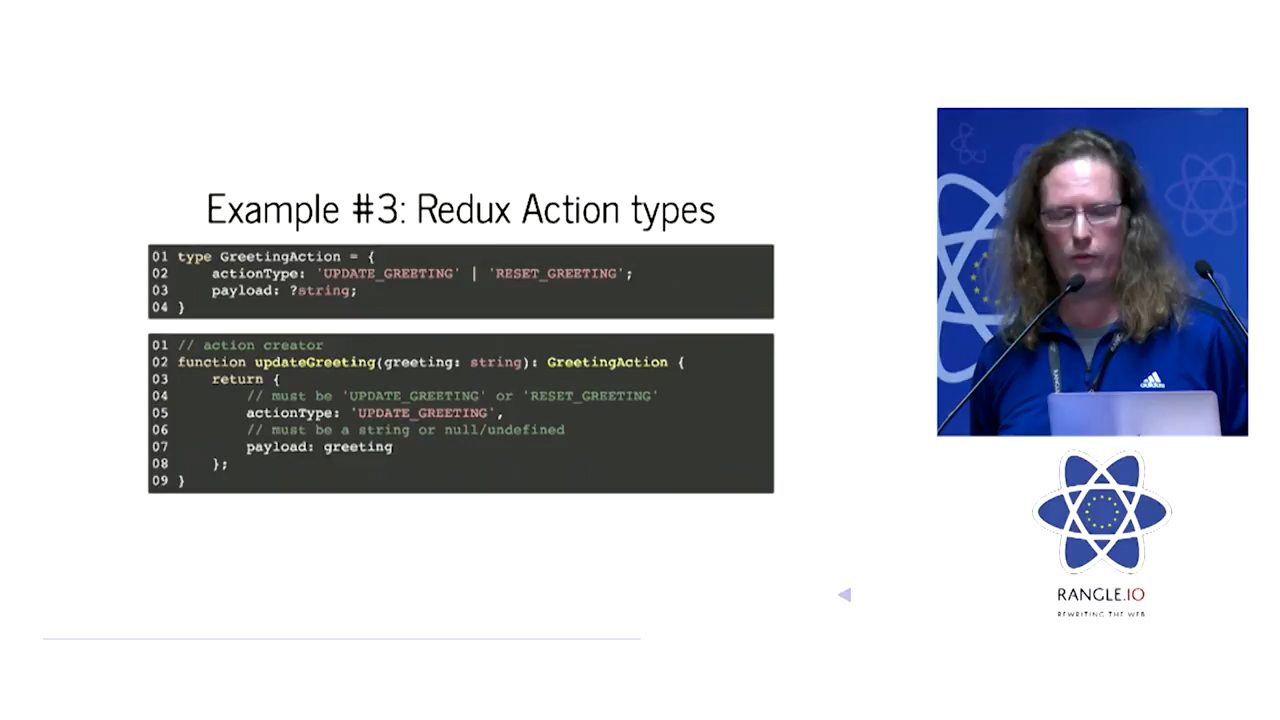 Example #3: Redux Action types
01 type GreetingAction = {
02     actionType: 'UPDATE_GREETING' | 'RESET_GREETING';
03     payload: ?string;
04 }
01 // action creator
02 function updateGreeting(greeting: string): GreetingAction {
03     return {
04         // must be 'UPDATE_GREETING' or 'RESET_GREETING'
05         actionType: 'UPDATE_GREETING',
06         // must be a string or null/undefined
07         payload: greeting
08     };
09 }
adidas
RANGLE.IO
REWRITING THE WEB